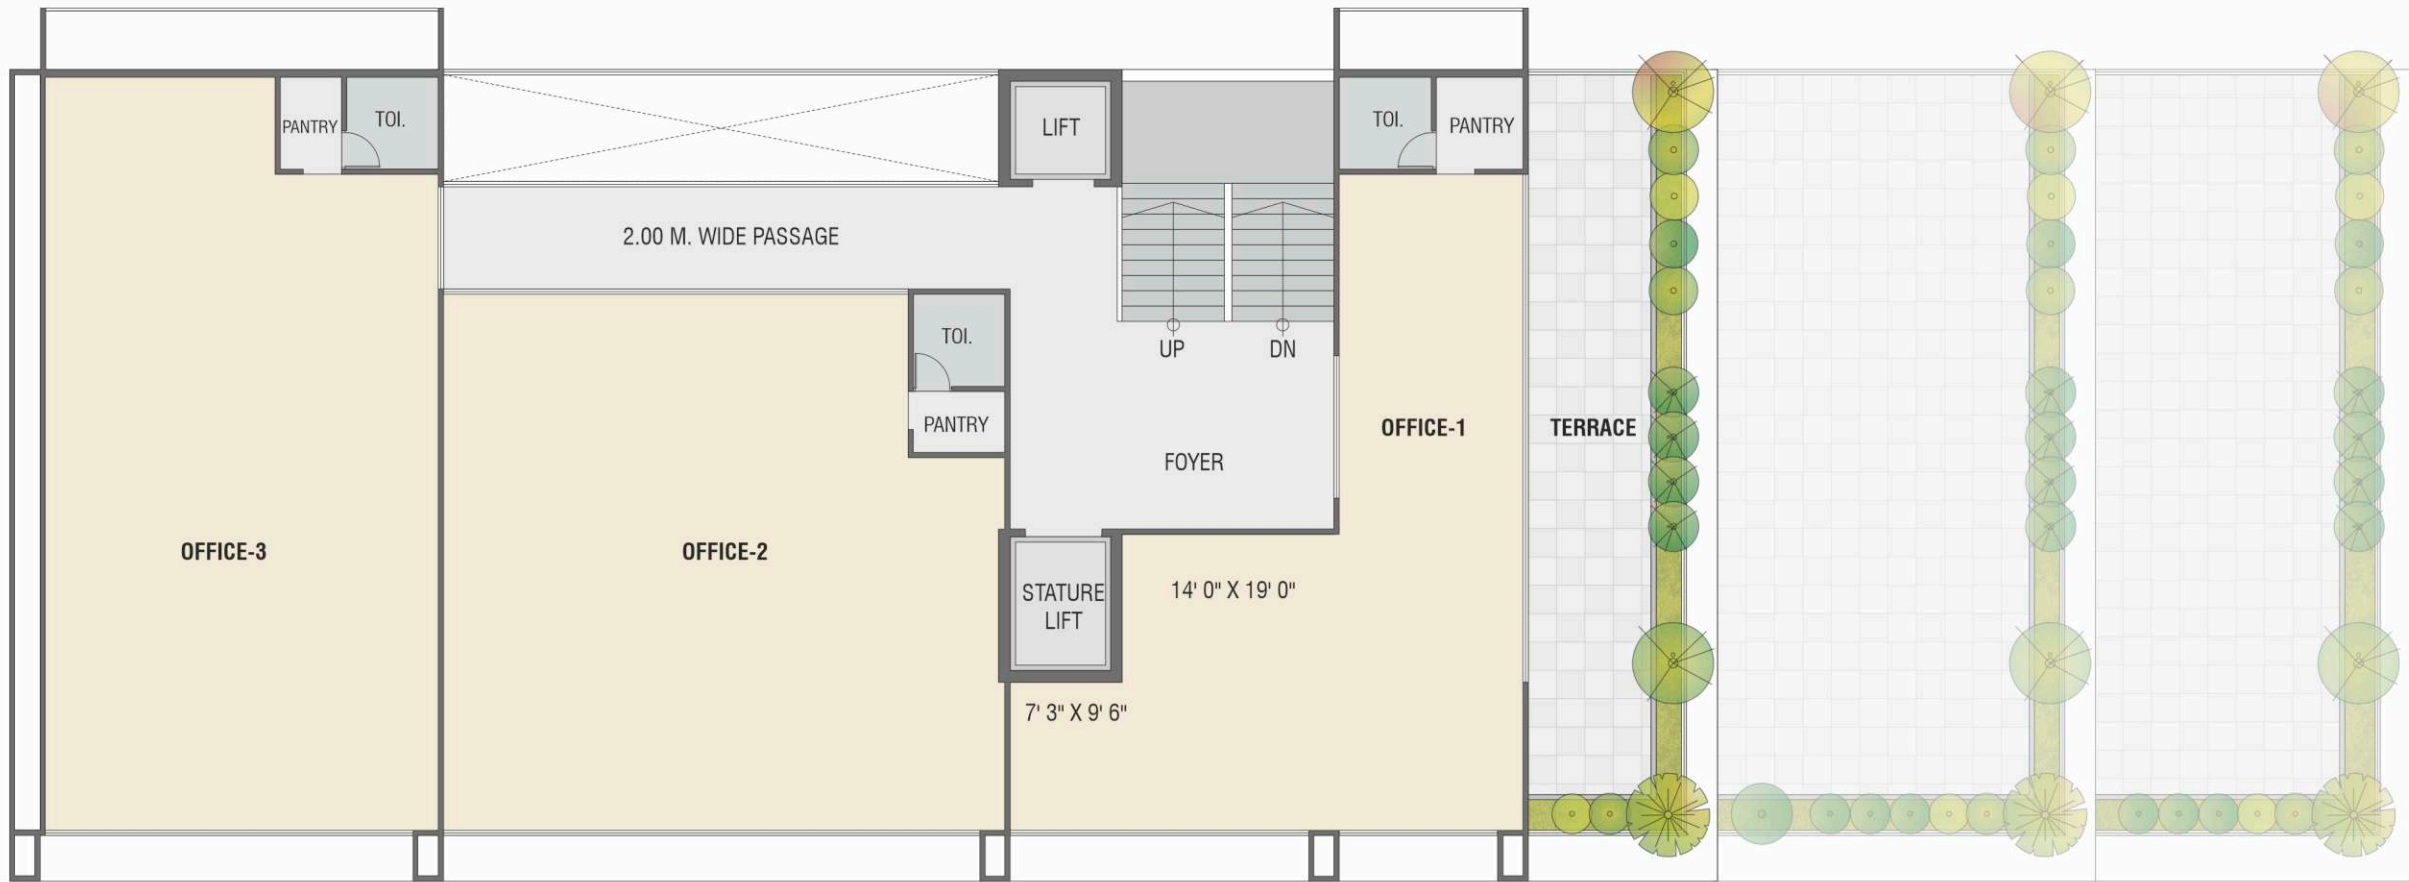 PANTRY
TOI.
LIFT
TOI.
PANTRY
2.00 M. WIDE PASSAGE
TOI.
UP
DN
PANTRY
OFFICE-1
TERRACE
FOYER
OFFICE-3
OFFICE-2
STATURE
LIFT
14' 0" X 19' 0"
7' 3" X 9' 6"